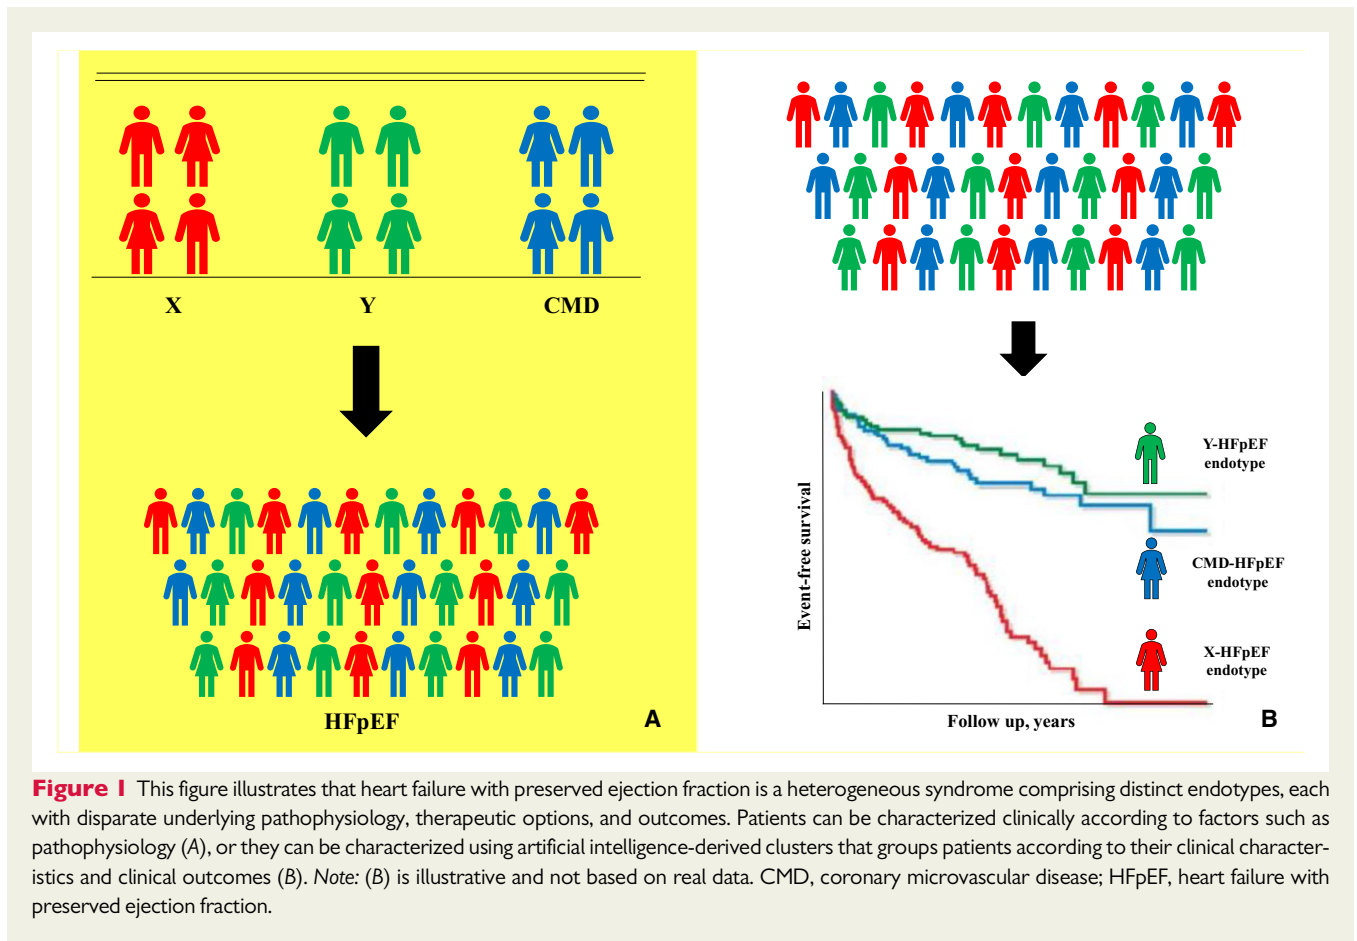 X
Y
CMD
HFpEF
A
Event-free survival
Y-HFpEF
endotype
CMD-HFpEF
endotype
X-HFpEF
endotype
Follow up, years
B
Figure 1 This figure illustrates that heart failure with preserved ejection fraction is a heterogeneous syndrome comprising distinct endotypes, each
with disparate underlying pathophysiology, therapeutic options, and outcomes. Patients can be characterized clinically according to factors such as
pathophysiology (A), or they can be characterized using artificial intelligence-derived clusters that groups patients according to their clinical character-
istics and clinical outcomes (B). Note: (B) is illustrative and not based on real data. CMD, coronary microvascular disease; HFpEF, heart failure with
preserved ejection fraction.